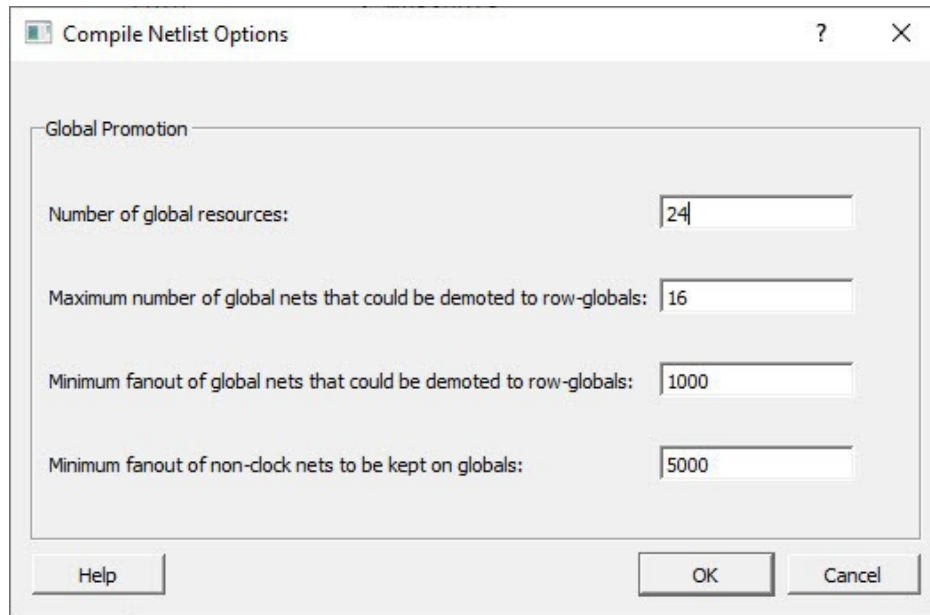 Compile Netlist Options
?
Global Promotion
Number of global resources: 24
Maximum number of global nets that could be demoted to row-globals: 16
Minimum fanout of global nets that could be demoted to row-globals: 1000
Minimum fanout of non-clock nets to be kept on globals: 5000
Help OK Cancel